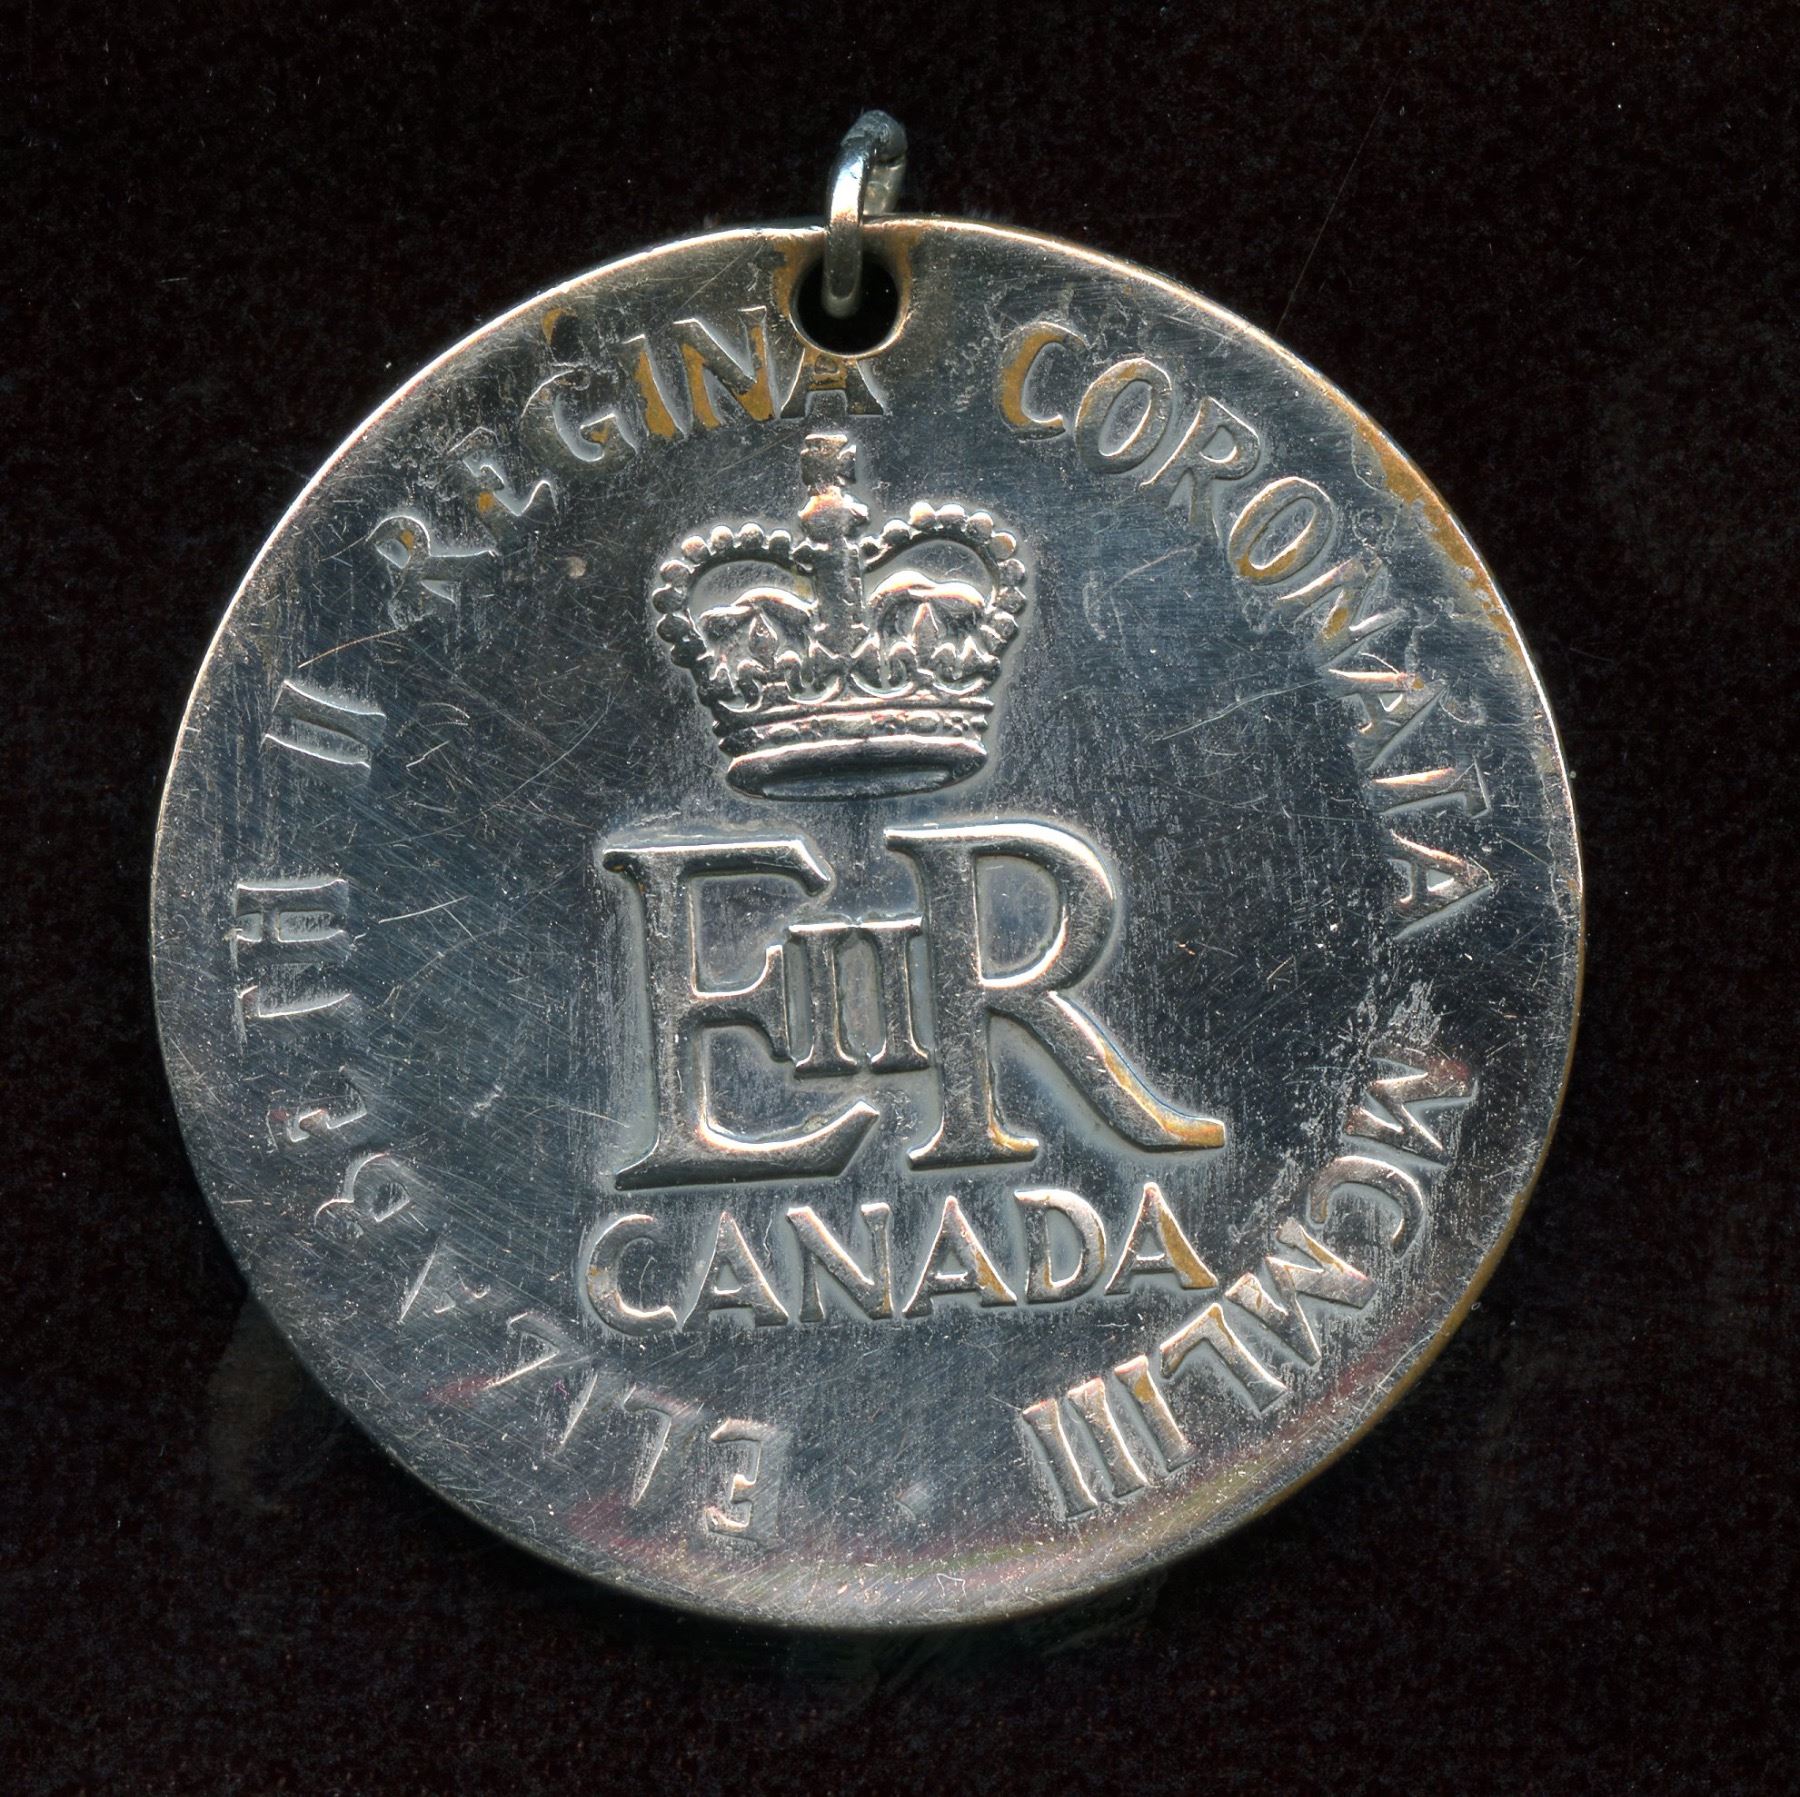 ELIZABETH II REGINA CORONATA MCMLIII
EIIR
CANADA